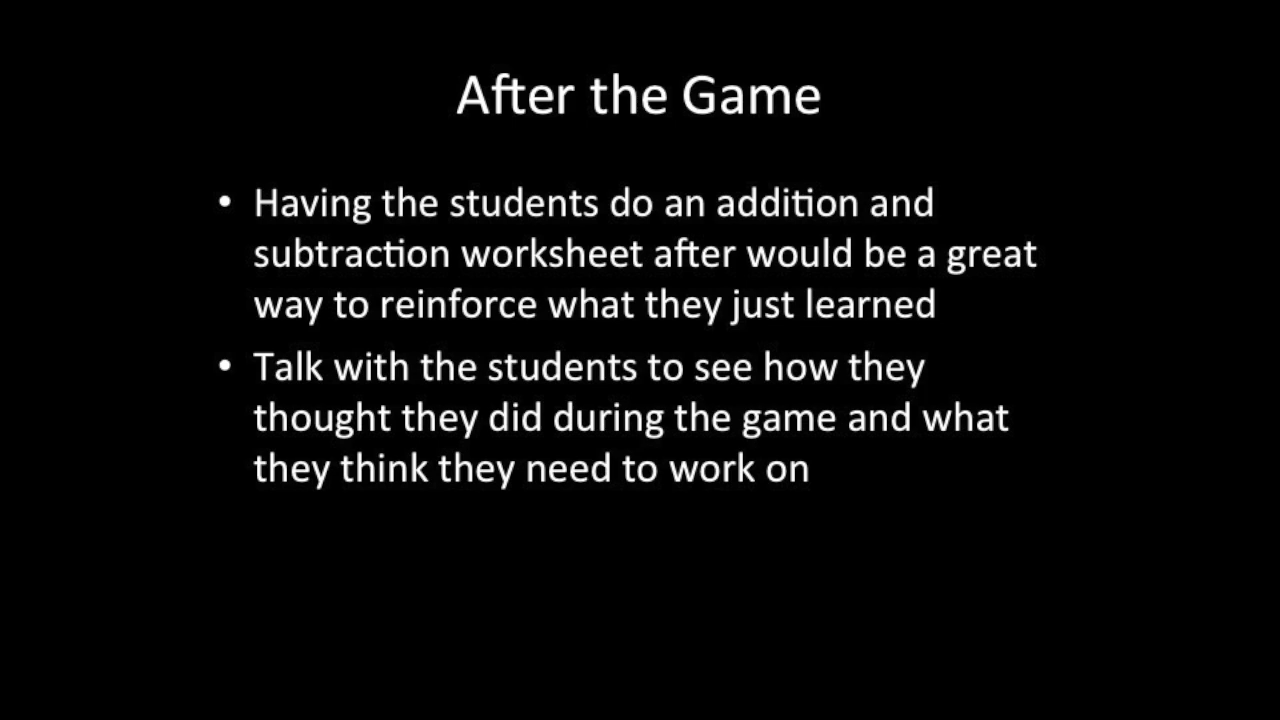 After the Game
• Having the students do an addition and
subtraction worksheet after would be a great
way to reinforce what they just learned
• Talk with the students to see how they
thought they did during the game and what
they think they need to work on